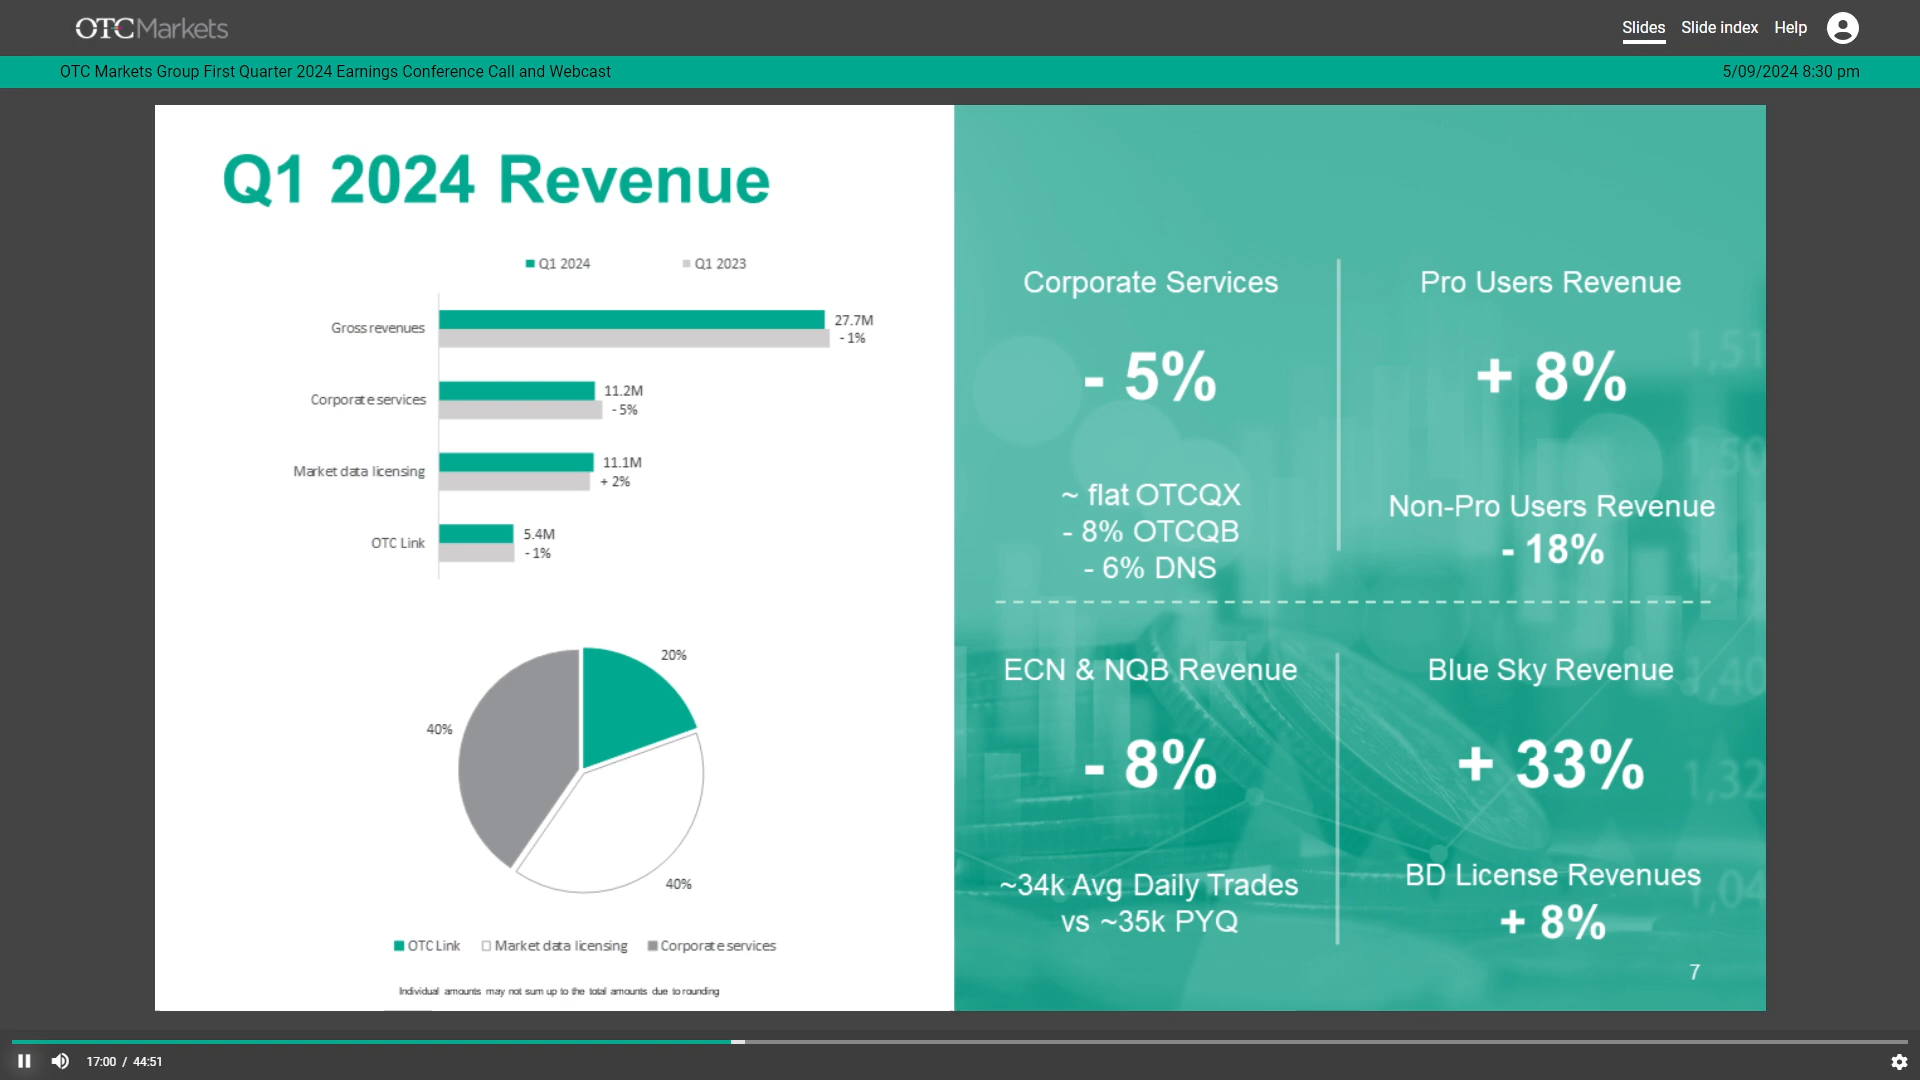 OTCMarkets
Slides Slide index Help
OTC Markets Group First Quarter 2024 Earnings Conference Call and Webcast
5/09/2024 8:30 pm
Q1 2024 Revenue
Q1 2024 Q1 2023
Gross revenues
27.7M
- 1%
Corporate services
11.2M
- 5%
Market data licensing
11.1M
+ 2%
OTC Link
5.4M
- 1%
20%
40%
40%
OTC Link Market data licensing Corporate services
Individual amounts may not sum up to the total amounts due to rounding
Corporate Services
- 5%
~ flat OTCQX
- 8% OTCQB
- 6% DNS
Pro Users Revenue
+ 8%
Non-Pro Users Revenue
- 18%
ECN & NQB Revenue
- 8%
~34k Avg Daily Trades
vs ~35k PYQ
Blue Sky Revenue
+ 33%
BD License Revenues
+ 8%
7
17:00 / 44:51